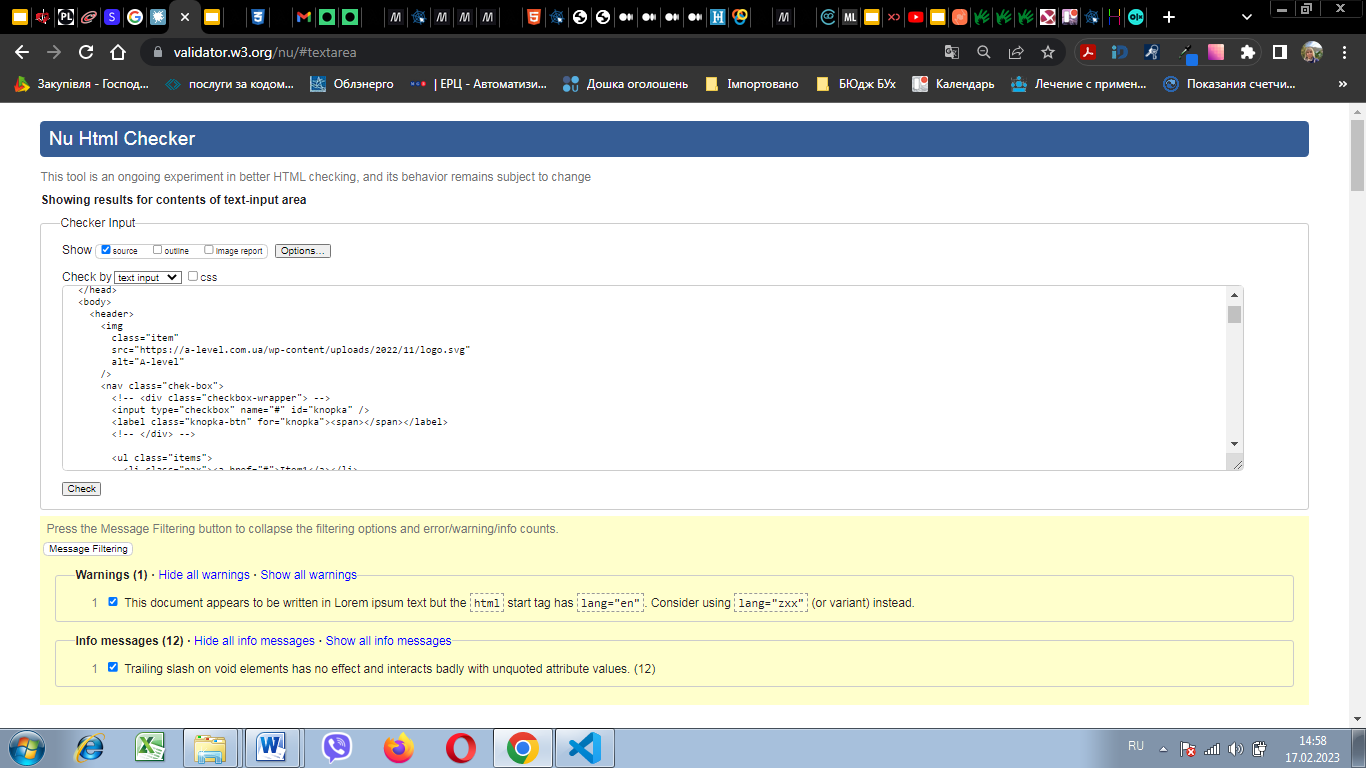 validator.w3.org/nu/#textarea
Закупівля - Господ... послуги за кодом... Облэнерго | ЕРЦ - Автоматизи... Дошка оголошень Імпортовано БЮдж БУх Календарь Лечение с примен... Показания счетчи... »
Nu Html Checker
This tool is an ongoing experiment in better HTML checking, and its behavior remains subject to change
Showing results for contents of text-input area
Checker Input
Show source outline image report Options...
Check by text input css
</head>
<body>
<header>
<img
class="item"
src="https://a-level.com.ua/wp-content/uploads/2022/11/logo.svg"
alt="A-level"
/>
<nav class="chek-box">
<!-- <div class="checkbox-wrapper"> -->
<input type="checkbox" name="#" id="knopka" />
<label class="knopka-btn" for="knopka"><span></span></label>
<!-- </div> -->
<ul class="items">
Check
Press the Message Filtering button to collapse the filtering options and error/warning/info counts.
Message Filtering
Warnings (1) · Hide all warnings · Show all warnings
1 This document appears to be written in Lorem ipsum text but the html start tag has lang="en". Consider using lang="zxx" (or variant) instead.
Info messages (12) · Hide all info messages · Show all info messages
1 Trailing slash on void elements has no effect and interacts badly with unquoted attribute values. (12)
RU 14:58
17.02.2023